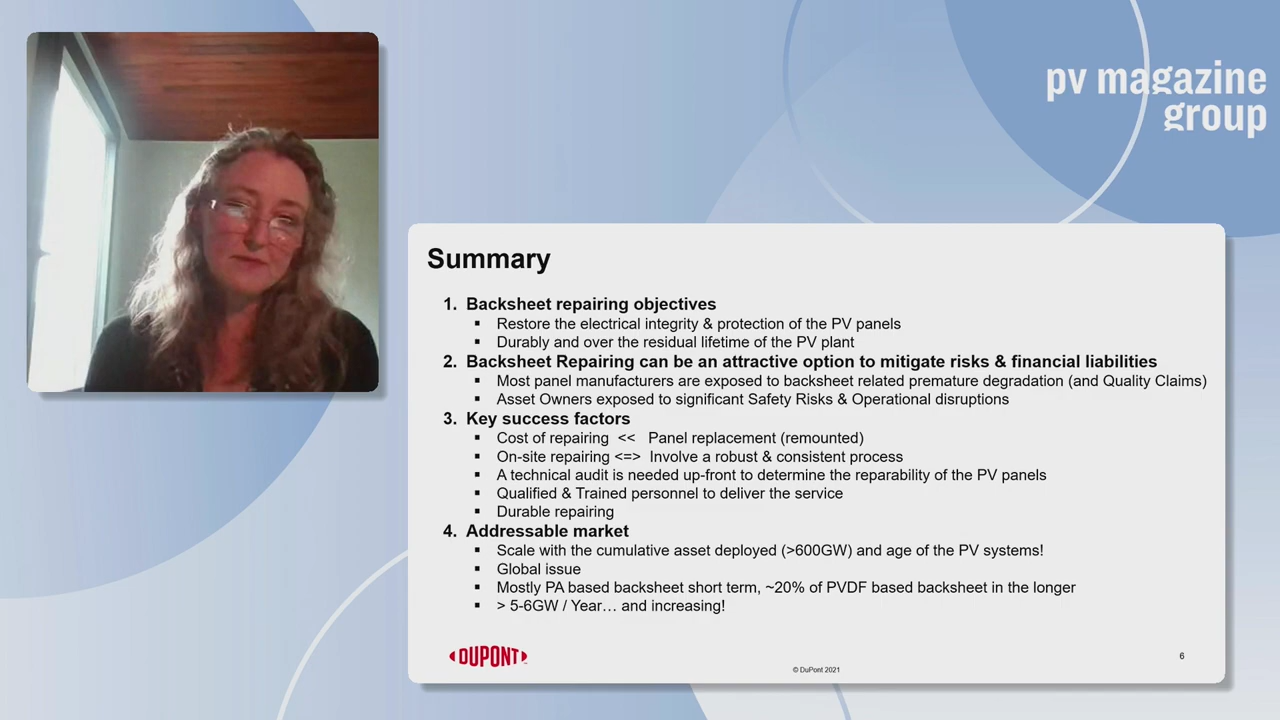 pv magazine
group
Summary
1. Backsheet repairing objectives
▪ Restore the electrical integrity & protection of the PV panels
▪ Durably and over the residual lifetime of the PV plant
2. Backsheet Repairing can be an attractive option to mitigate risks & financial liabilities
▪ Most panel manufacturers are exposed to backsheet related premature degradation (and Quality Claims)
▪ Asset Owners exposed to significant Safety Risks & Operational disruptions
3. Key success factors
▪ Cost of repairing << Panel replacement (remounted)
▪ On-site repairing <=> Involve a robust & consistent process
▪ A technical audit is needed up-front to determine the reparability of the PV panels
▪ Qualified & Trained personnel to deliver the service
▪ Durable repairing
4. Addressable market
▪ Scale with the cumulative asset deployed (>600GW) and age of the PV systems!
▪ Global issue
▪ Mostly PA based backsheet short term, ~20% of PVDF based backsheet in the longer
▪ > 5-6GW / Year… and increasing!
DUPONT
© DuPont 2021
6